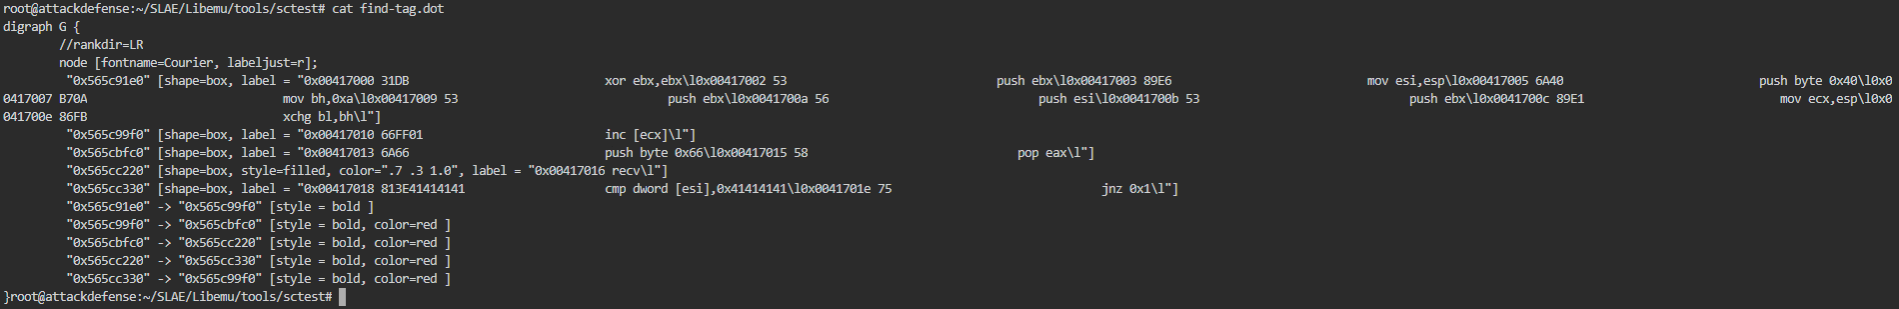 root@attackdefense:~/SLAE/Libemu/tools/sctest# cat find-tag.dot
digraph G {
        //rankdir=LR
        node [fontname=Courier, labeljust=r];
         "0x565c91e0" [shape=box, label = "0x00417000 31DB                            xor ebx,ebx\l0x00417002 53                            push ebx\l0x00417003 89E6                            mov esi,esp\l0x00417005 6A40                            push byte 0x40\l0x0
0417007 B70A                            mov bh,0xa\l0x00417009 53                            push ebx\l0x0041700a 56                            push esi\l0x0041700b 53                            push ebx\l0x0041700c 89E1                            mov ecx,esp\l0x0
041700e 86FB                            xchg bl,bh\l"]
         "0x565c99f0" [shape=box, label = "0x00417010 66FF01                          inc [ecx]\l"]
         "0x565cbfc0" [shape=box, label = "0x00417013 6A66                            push byte 0x66\l0x00417015 58                            pop eax\l"]
         "0x565cc220" [shape=box, style=filled, color=".7 .3 1.0", label = "0x00417016 recv\l"]
         "0x565cc330" [shape=box, label = "0x00417018 813E41414141                    cmp dword [esi],0x41414141\l0x0041701e 75                            jnz 0x1\l"]
         "0x565c91e0" -> "0x565c99f0" [style = bold ]
         "0x565c99f0" -> "0x565cbfc0" [style = bold, color=red ]
         "0x565cbfc0" -> "0x565cc220" [style = bold, color=red ]
         "0x565cc220" -> "0x565cc330" [style = bold, color=red ]
         "0x565cc330" -> "0x565c99f0" [style = bold, color=red ]
}root@attackdefense:~/SLAE/Libemu/tools/sctest#